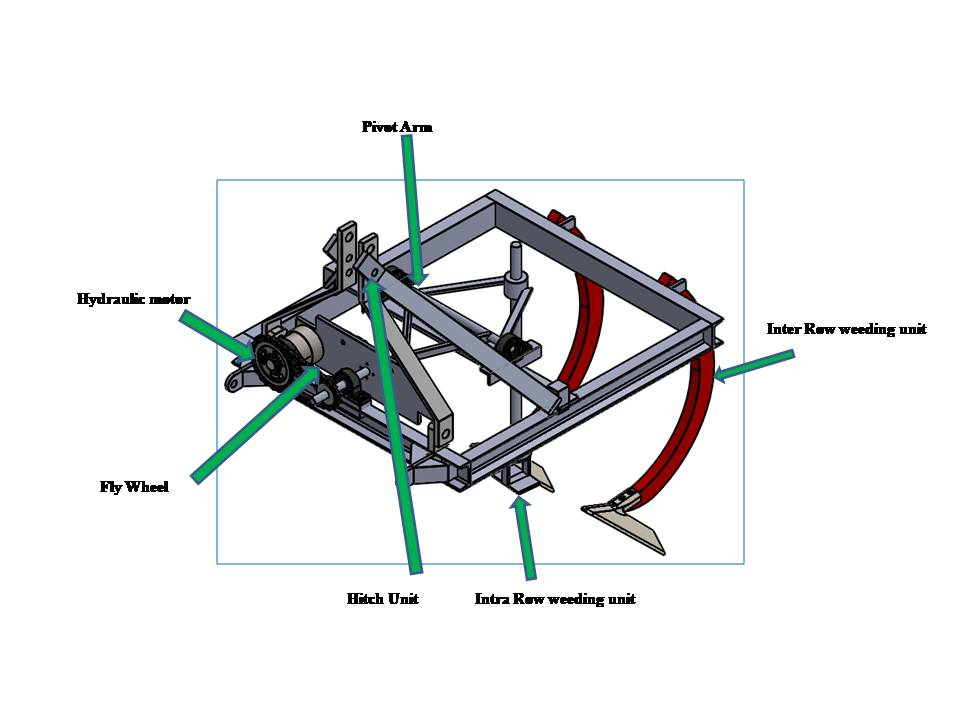 Pivot Arm
Hydraulic motor
Inter Row weeding unit
Fly Wheel
Hitch Unit
Intra Row weeding unit